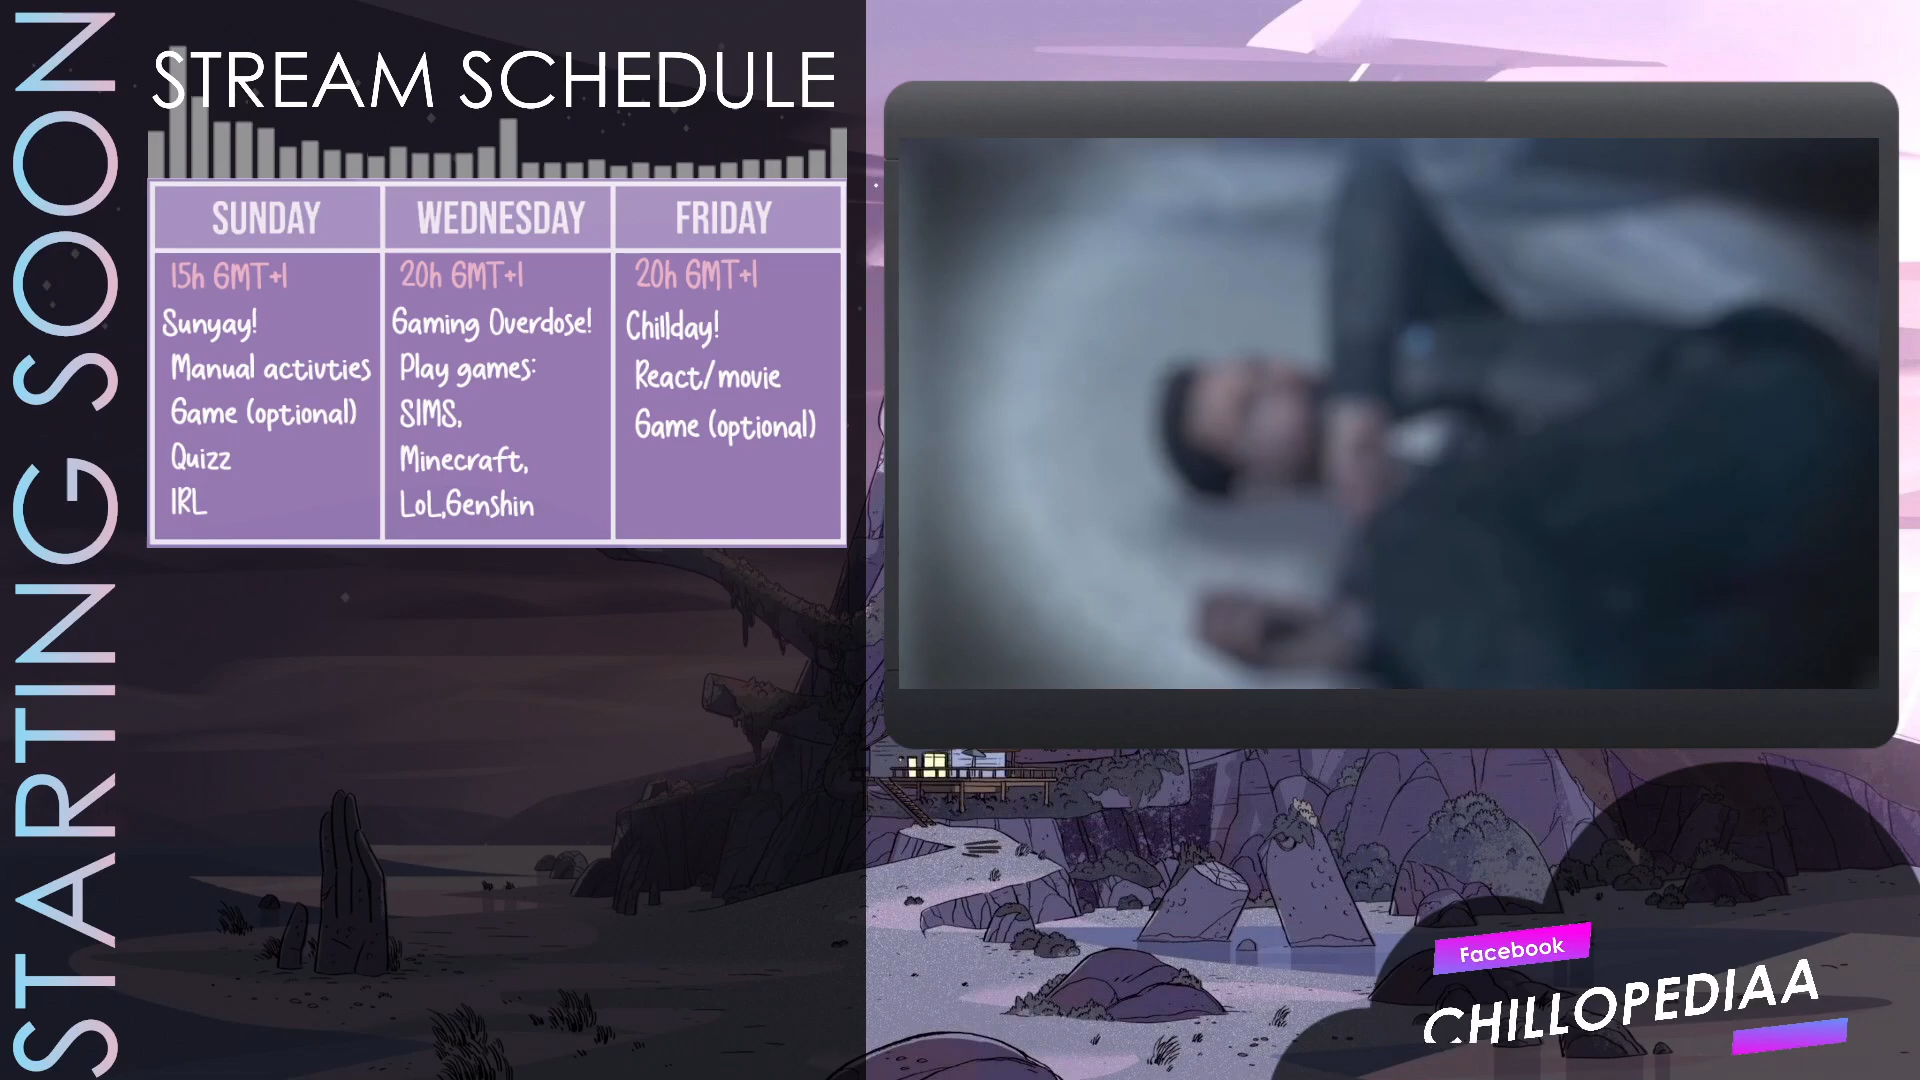 STARTING SOON
STREAM SCHEDULE
SUNDAY
15h GMT+1
Sunyay!
Manual activties
Game (optional)
Quizz
IRL
WEDNESDAY
20h GMT+1
Gaming Overdose!
Play games:
SIMS,
Minecraft,
LoL,Genshin
FRIDAY
20h GMT+1
Chillday!
React/movie
Game (optional)
Facebook
CHILLOPEDIAA